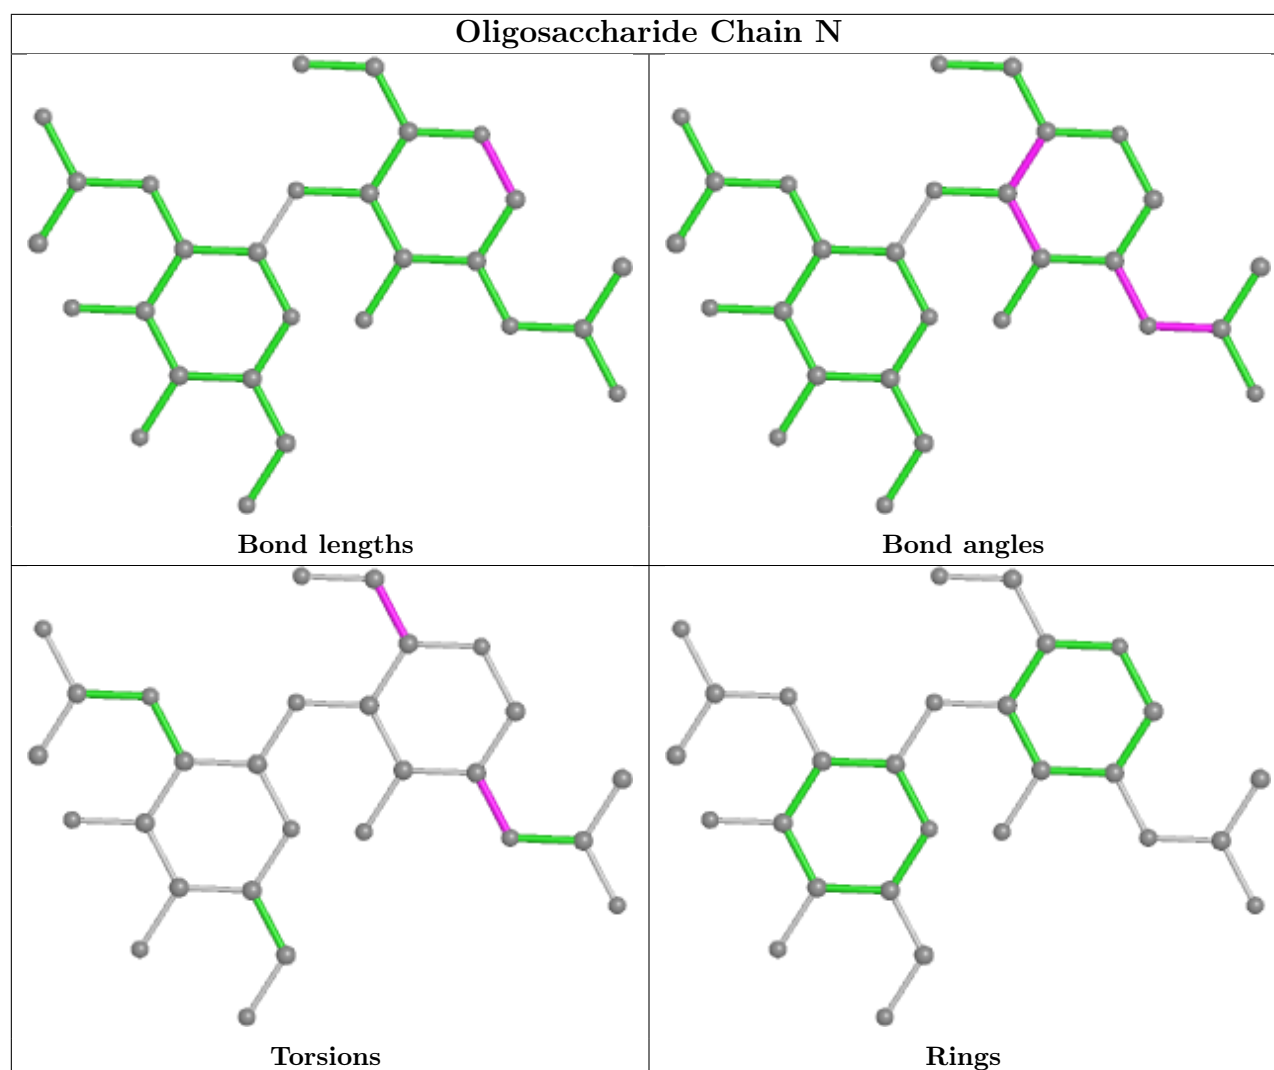 Oligosaccharide Chain N
Bond lengths
Bond angles
Torsions
Rings